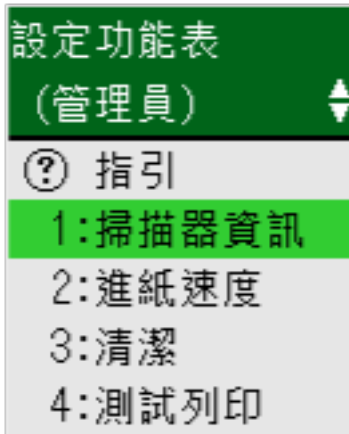 設定功能表
(管理員)
? 指引
1:掃描器資訊
2:進紙速度
3:清潔
4:測試列印